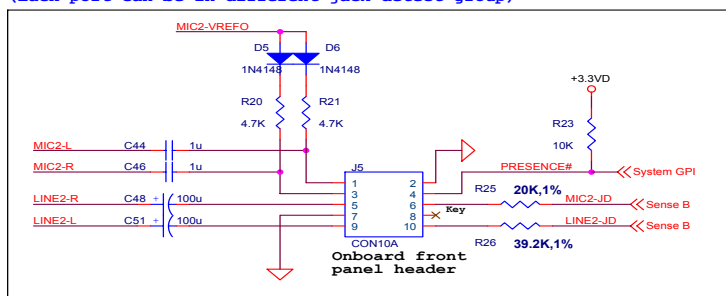 (Each port can be in different jack detect group)
MIC2-VREFO
D5 D6
1N4148 1N4148
+3.3VD
R20 R21
4.7K 4.7K
R23
10K
MIC2-L C44 1u
MIC2-R C46 1u
J5
PRESENCE#
System GPI
1 2
3 4
5 6
7 8
9 10
R25 20K,1%
MIC2-JD
Sense B
LINE2-R C48 + 100u
Key
LINE2-L C51 + 100u
LINE2-JD
Sense B
CON10A
R26 39.2K,1%
Onboard front
panel header